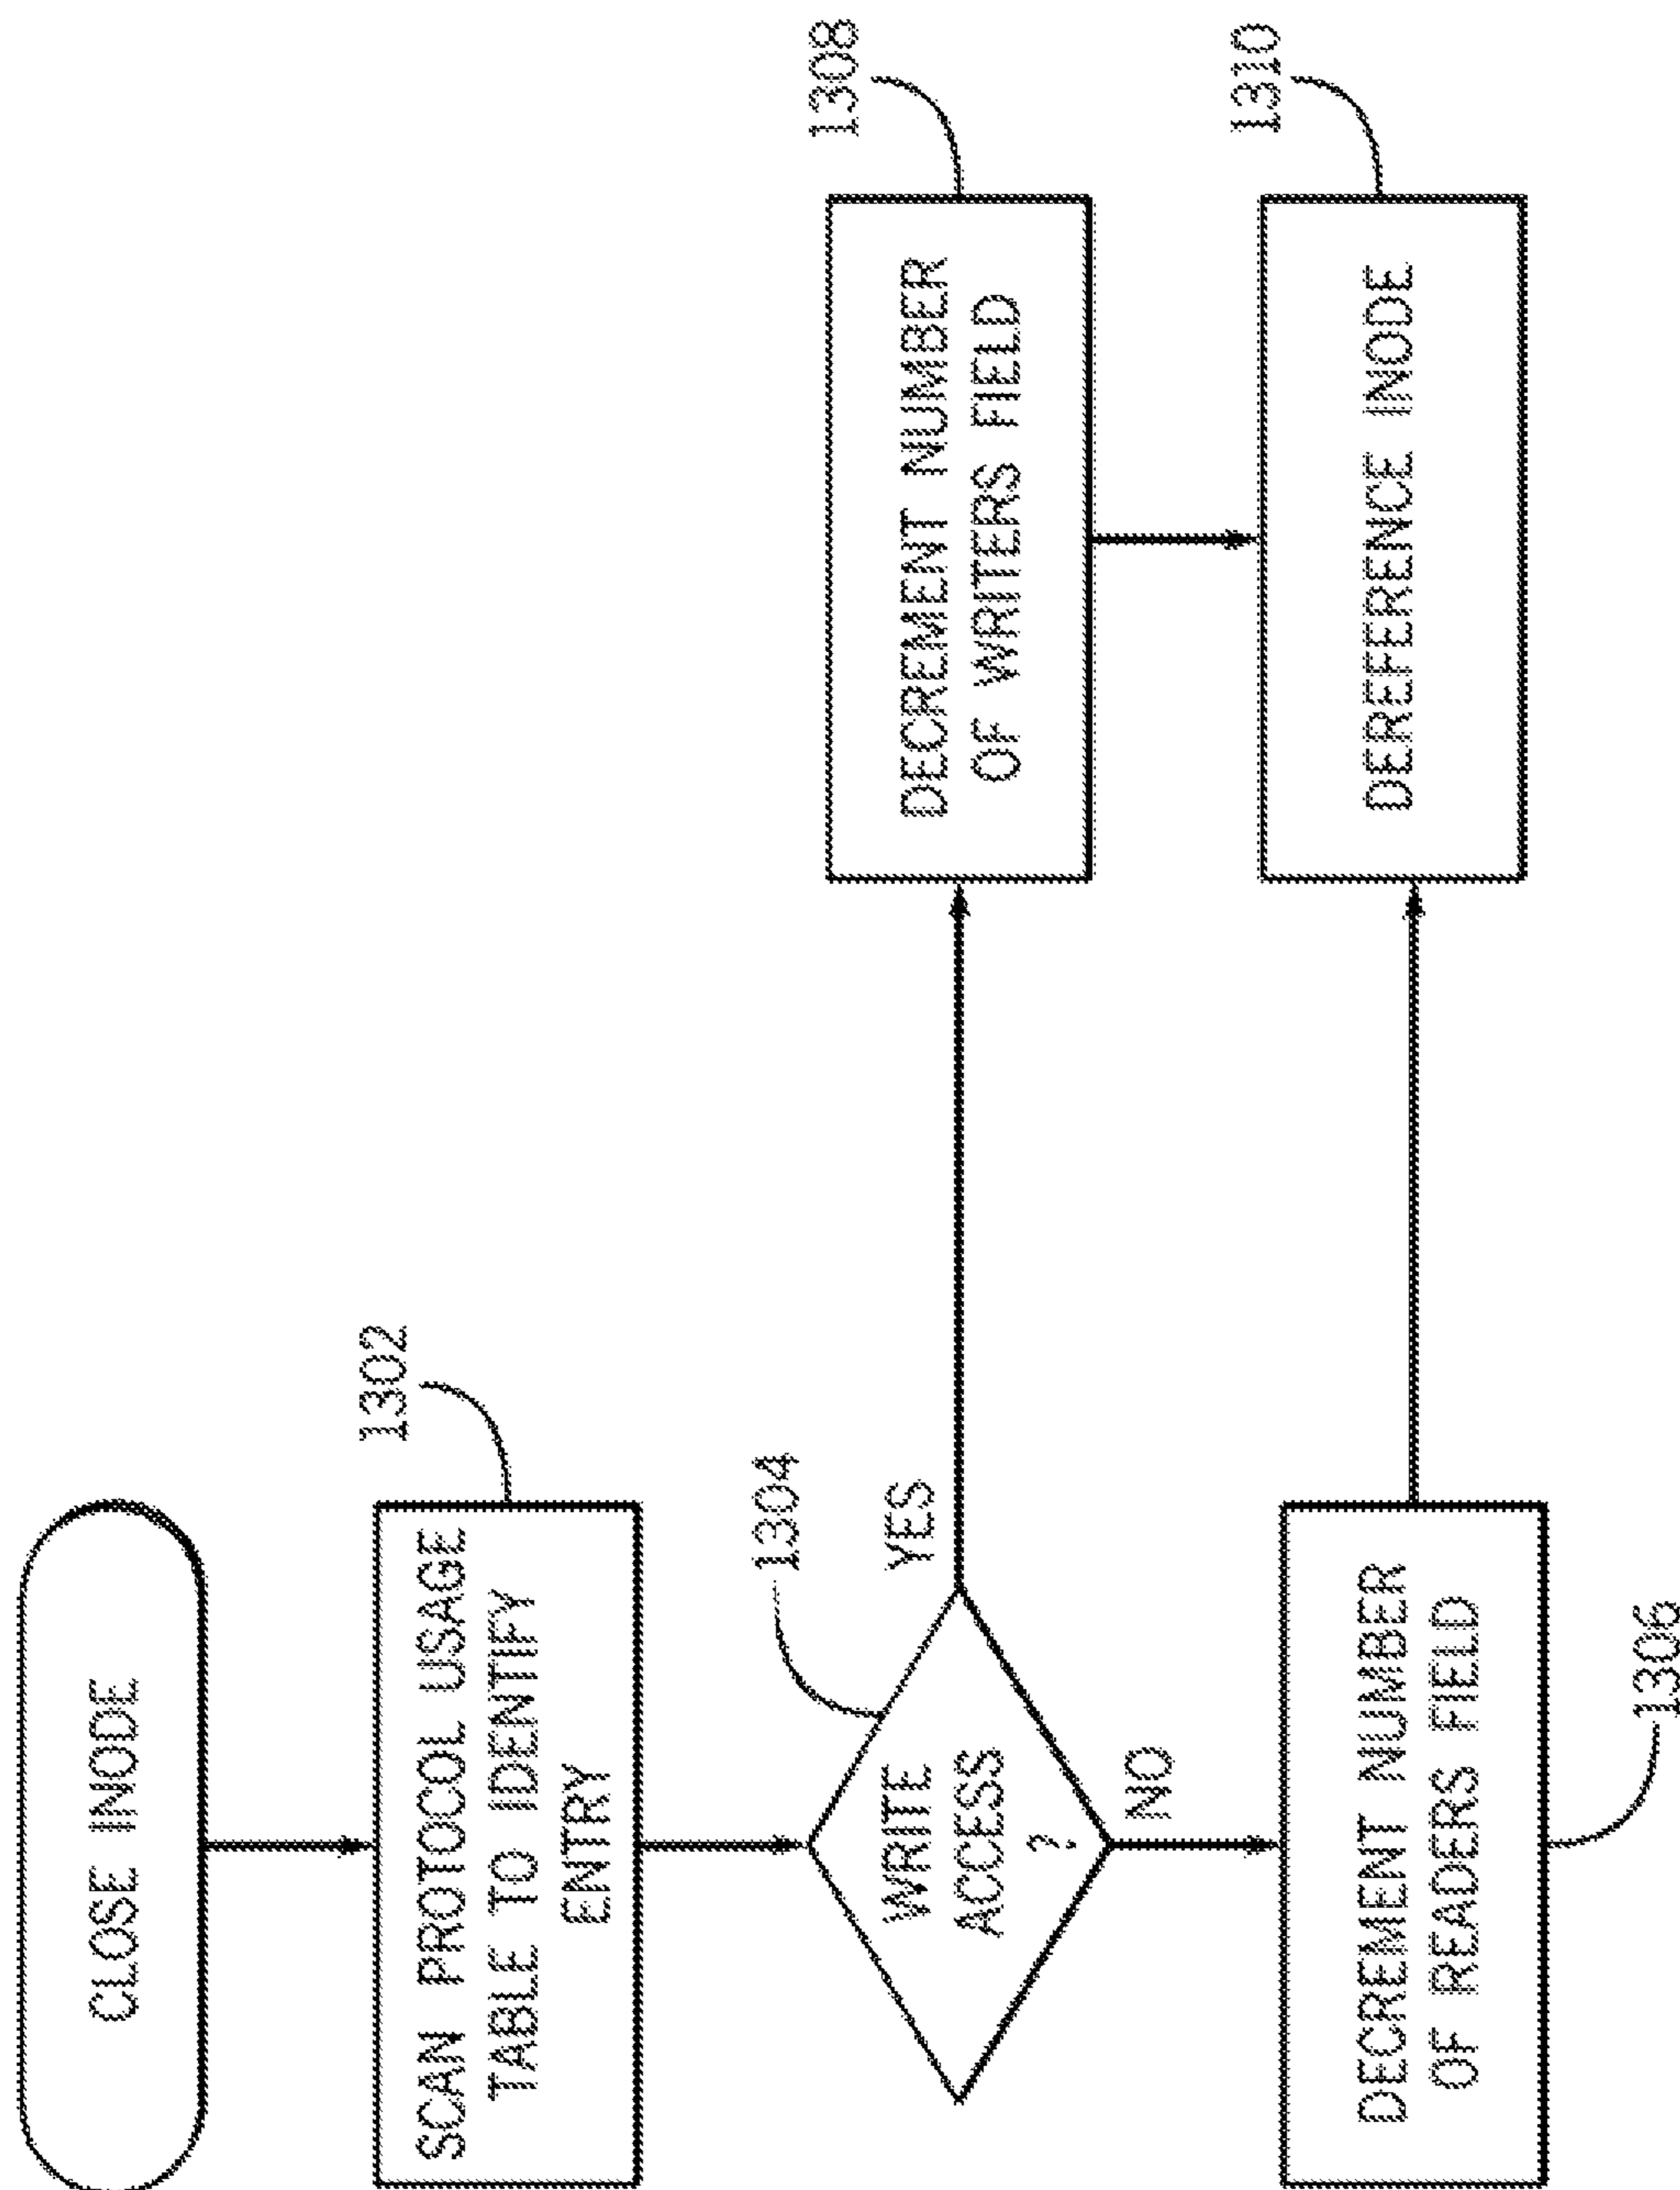 CLOSE INODE
SCAN PROTOCOL USAGE
TABLE TO IDENTIFY
ENTRY
1302
WRITE
ACCESS
?
1304
YES
NO
DECREMENT NUMBER
OF READERS FIELD
1306
DECREMENT NUMBER
OF WRITERS FIELD
1308
DEREFERENCE INODE
1310